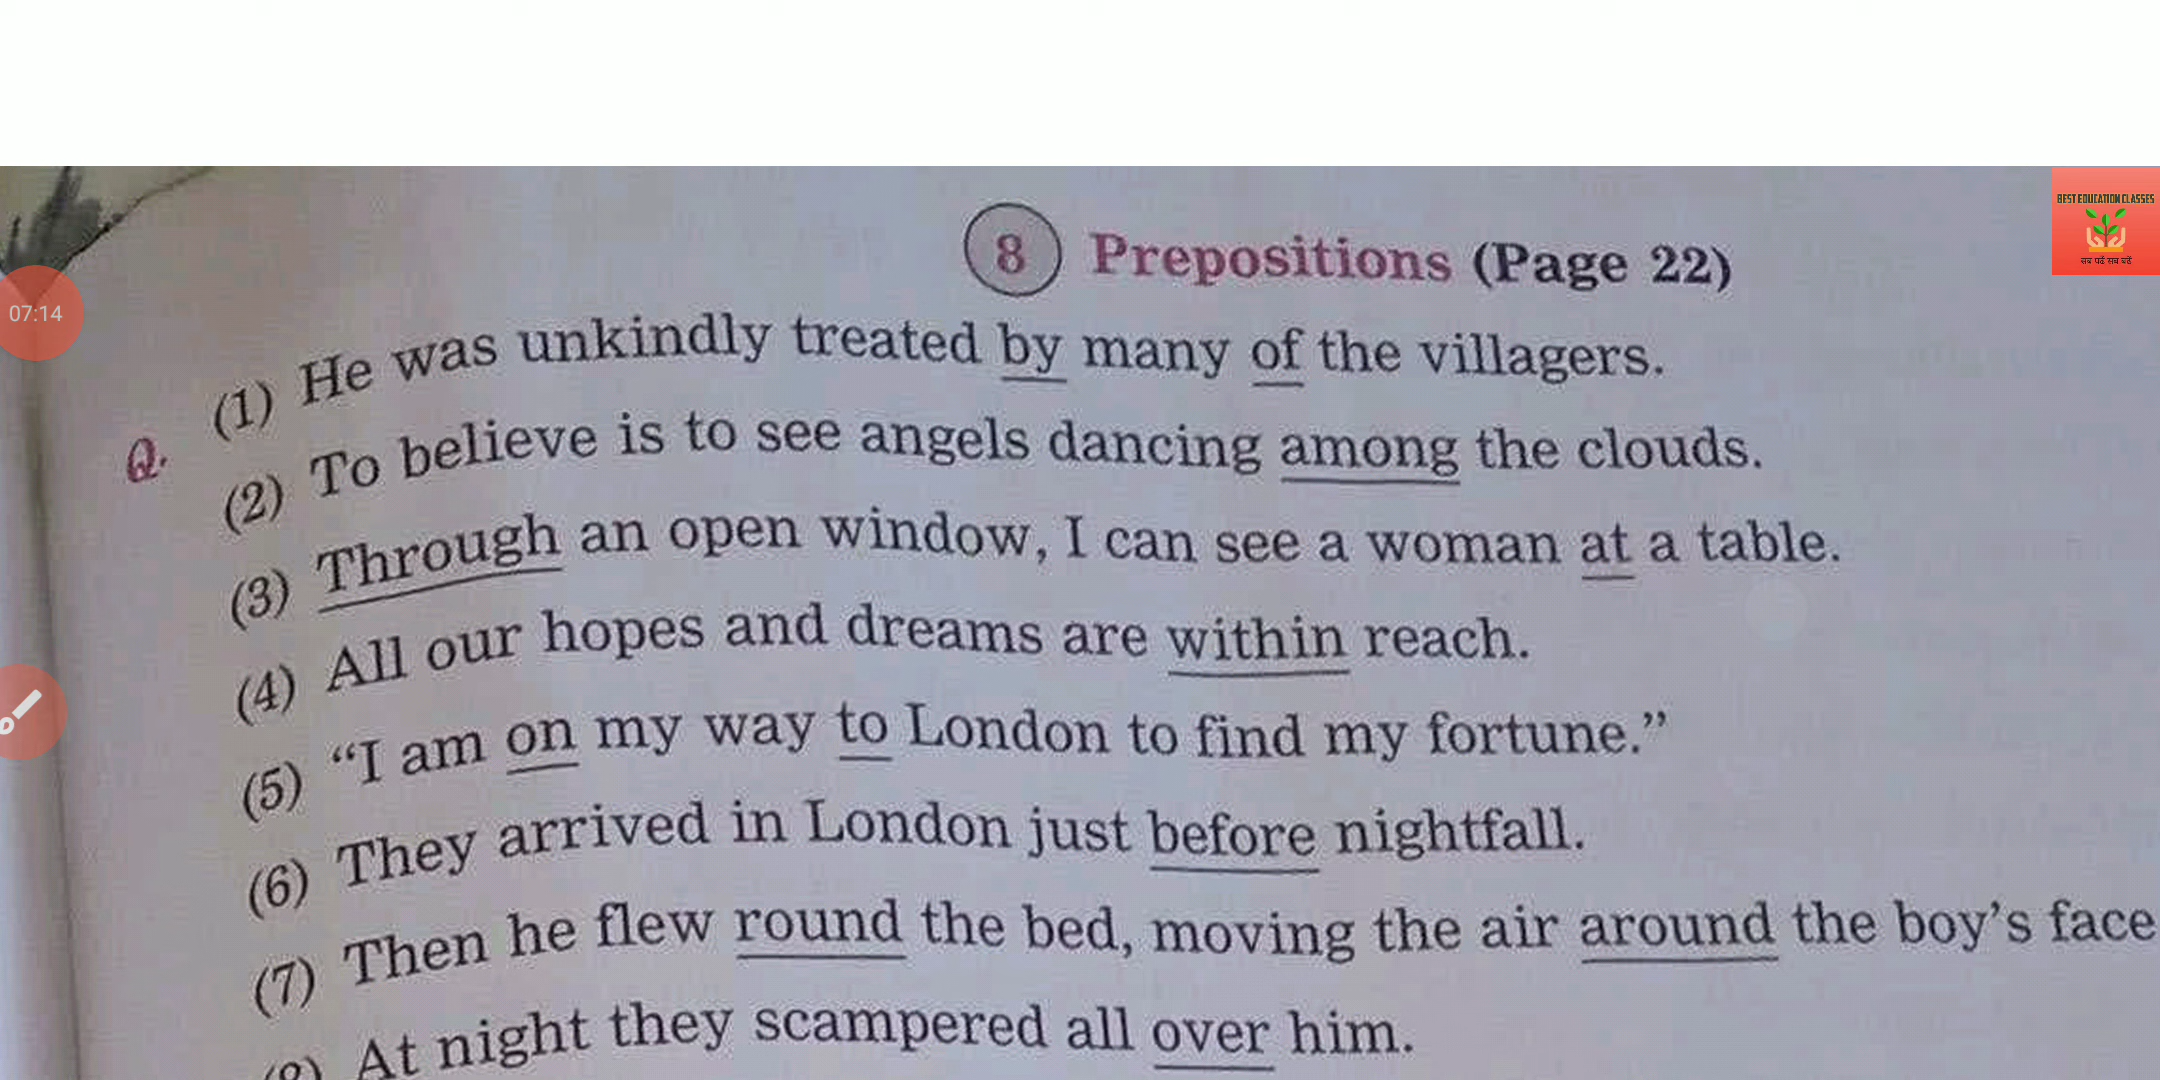 BEST EDUCATION CLASSES
सब पढें सब बढें
07:14
8 Prepositions (Page 22)
Q. (1) He was unkindly treated by many of the villagers.
(2) To believe is to see angels dancing among the clouds.
(3) Through an open window, I can see a woman at a table.
(4) All our hopes and dreams are within reach.
(5) “I am on my way to London to find my fortune.”
(6) They arrived in London just before nightfall.
(7) Then he flew round the bed, moving the air around the boy’s face
(8) At night they scampered all over him.